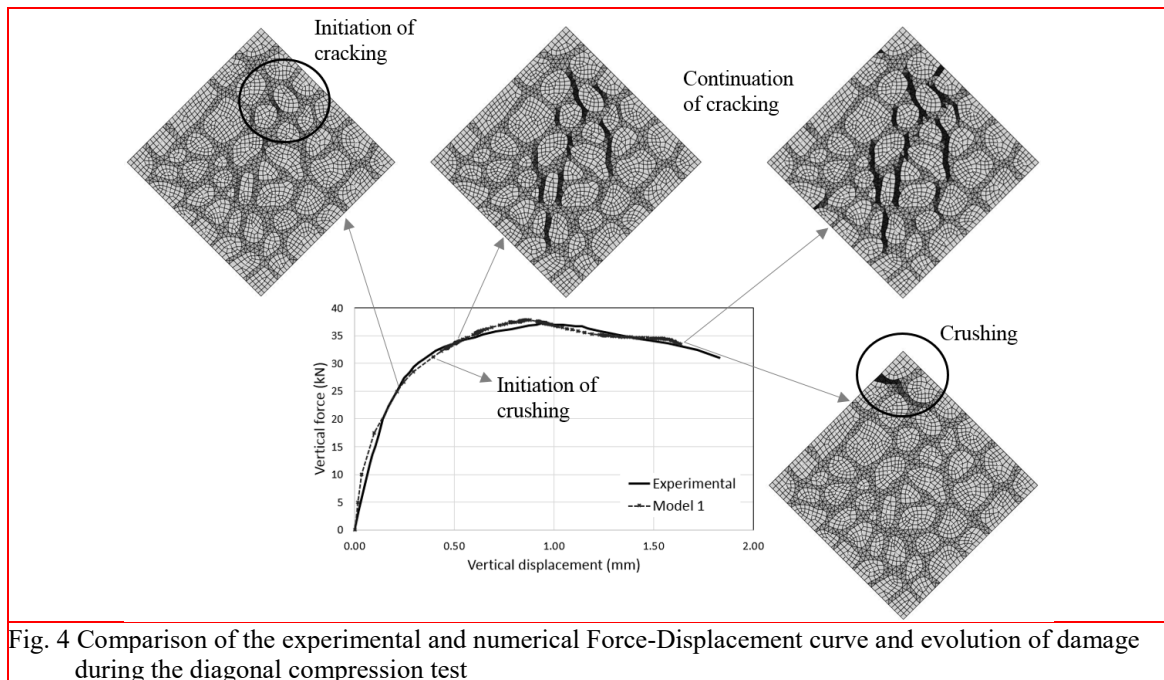 Initiation of
cracking
Continuation
of cracking
Crushing
40
35
30
25
20
15
10
5
0
Vertical force (kN)
Initiation of
crushing
Experimental
Model 1
0.00 0.50 1.00 1.50 2.00
Vertical displacement (mm)
Fig. 4 Comparison of the experimental and numerical Force-Displacement curve and evolution of damage
during the diagonal compression test